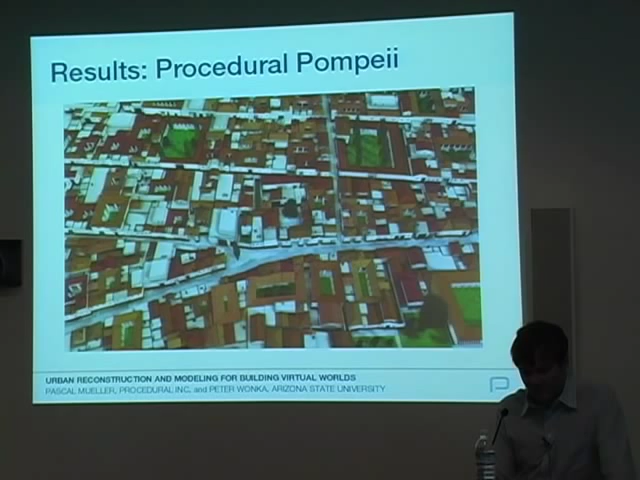 Results: Procedural Pompeii
URBAN RECONSTRUCTION AND MODELING FOR BUILDING VIRTUAL WORLDS
PASCAL MUELLER, PROCEDURAL INC. and PETER WONKA, ARIZONA STATE UNIVERSITY